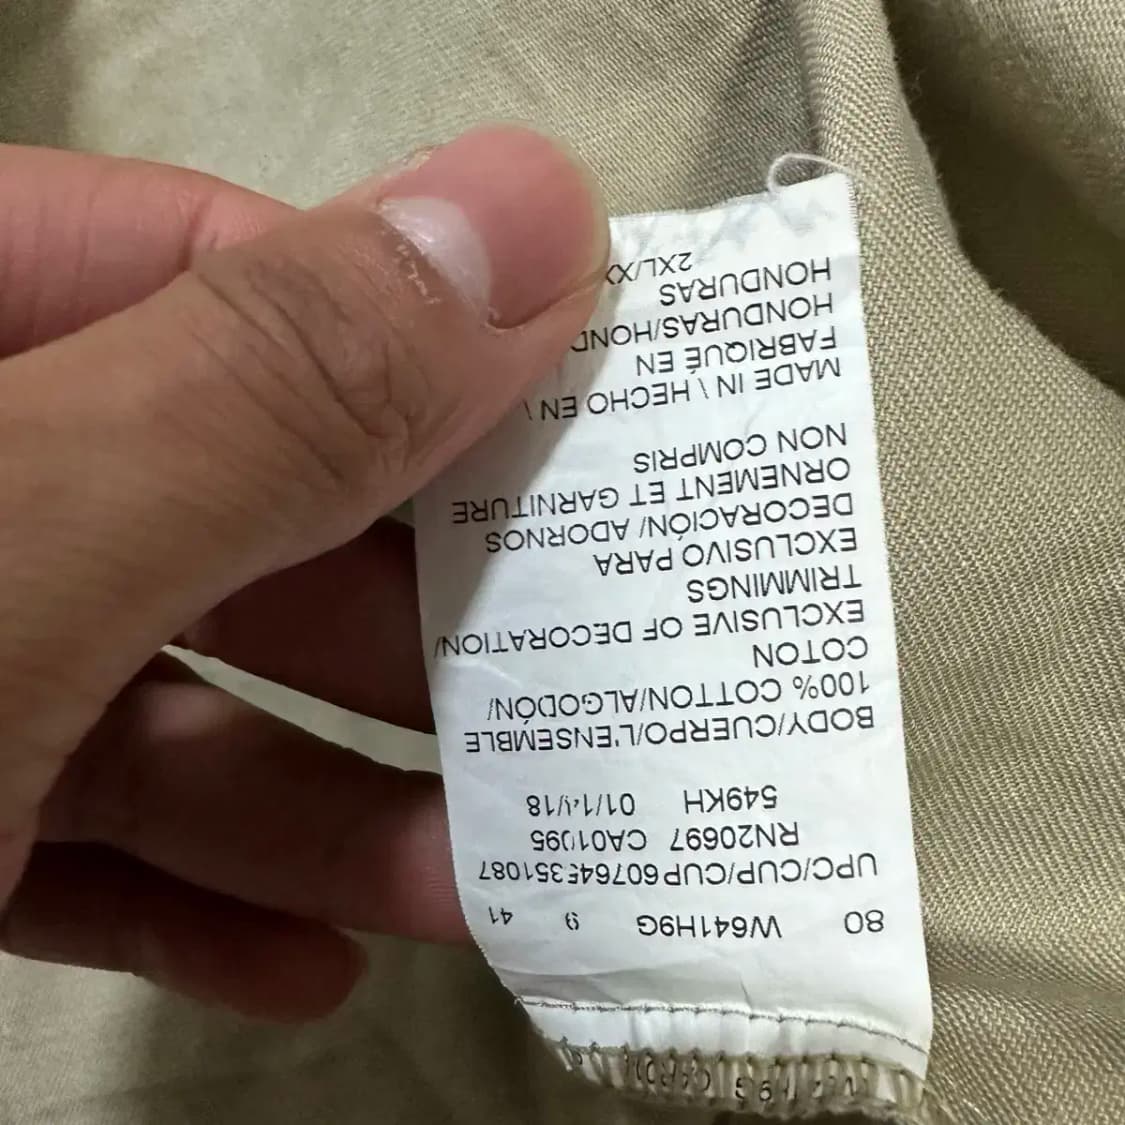 80 W641H9G 9 41
UPC/CUP/CUP 607645351087
RN20697 CA01095
549KH 01/14/18
BODY/CUERPO/L'ENSEMBLE
100% COTTON/ALGODÓN/
COTON
EXCLUSIVE OF DECORATION/
TRIMMINGS
EXCLUSIVO PARA
DECORACIÓN/ ADORNOS
ORNEMENT ET GARNITURE
NON COMPRIS
MADE IN \ HECHO EN \
FABRIQUÉ EN
HONDURAS/HOND
HONDURAS
2XL/X